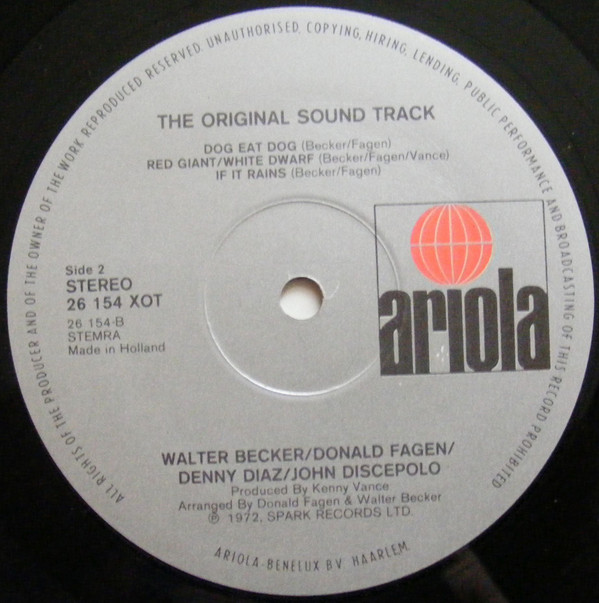 ALL RIGHTS OF THE PRODUCER AND OF THE OWNER OF THE WORK REPRODUCED RESERVED. UNAUTHORISED, COPYING, HIRING, LENDING, PUBLIC PERFORMANCE AND BROADCASTING OF THIS RECORD PROHIBITED
THE ORIGINAL SOUND TRACK
DOG EAT DOG (Becker/Fagen)
RED GIANT/WHITE DWARF (Becker/Fagen/Vance)
IF IT RAINS (Becker/Fagen)
Side 2
STEREO
26 154 XOT
26 154-B
STEMRA
Made in Holland
ariola
WALTER BECKER/DONALD FAGEN/
DENNY DIAZ/JOHN DISCEPOLO
Produced By Kenny Vance
Arranged By Donald Fagen & Walter Becker
℗ 1972, SPARK RECORDS LTD.
ARIOLA-BENELUX B.V. HAARLEM.